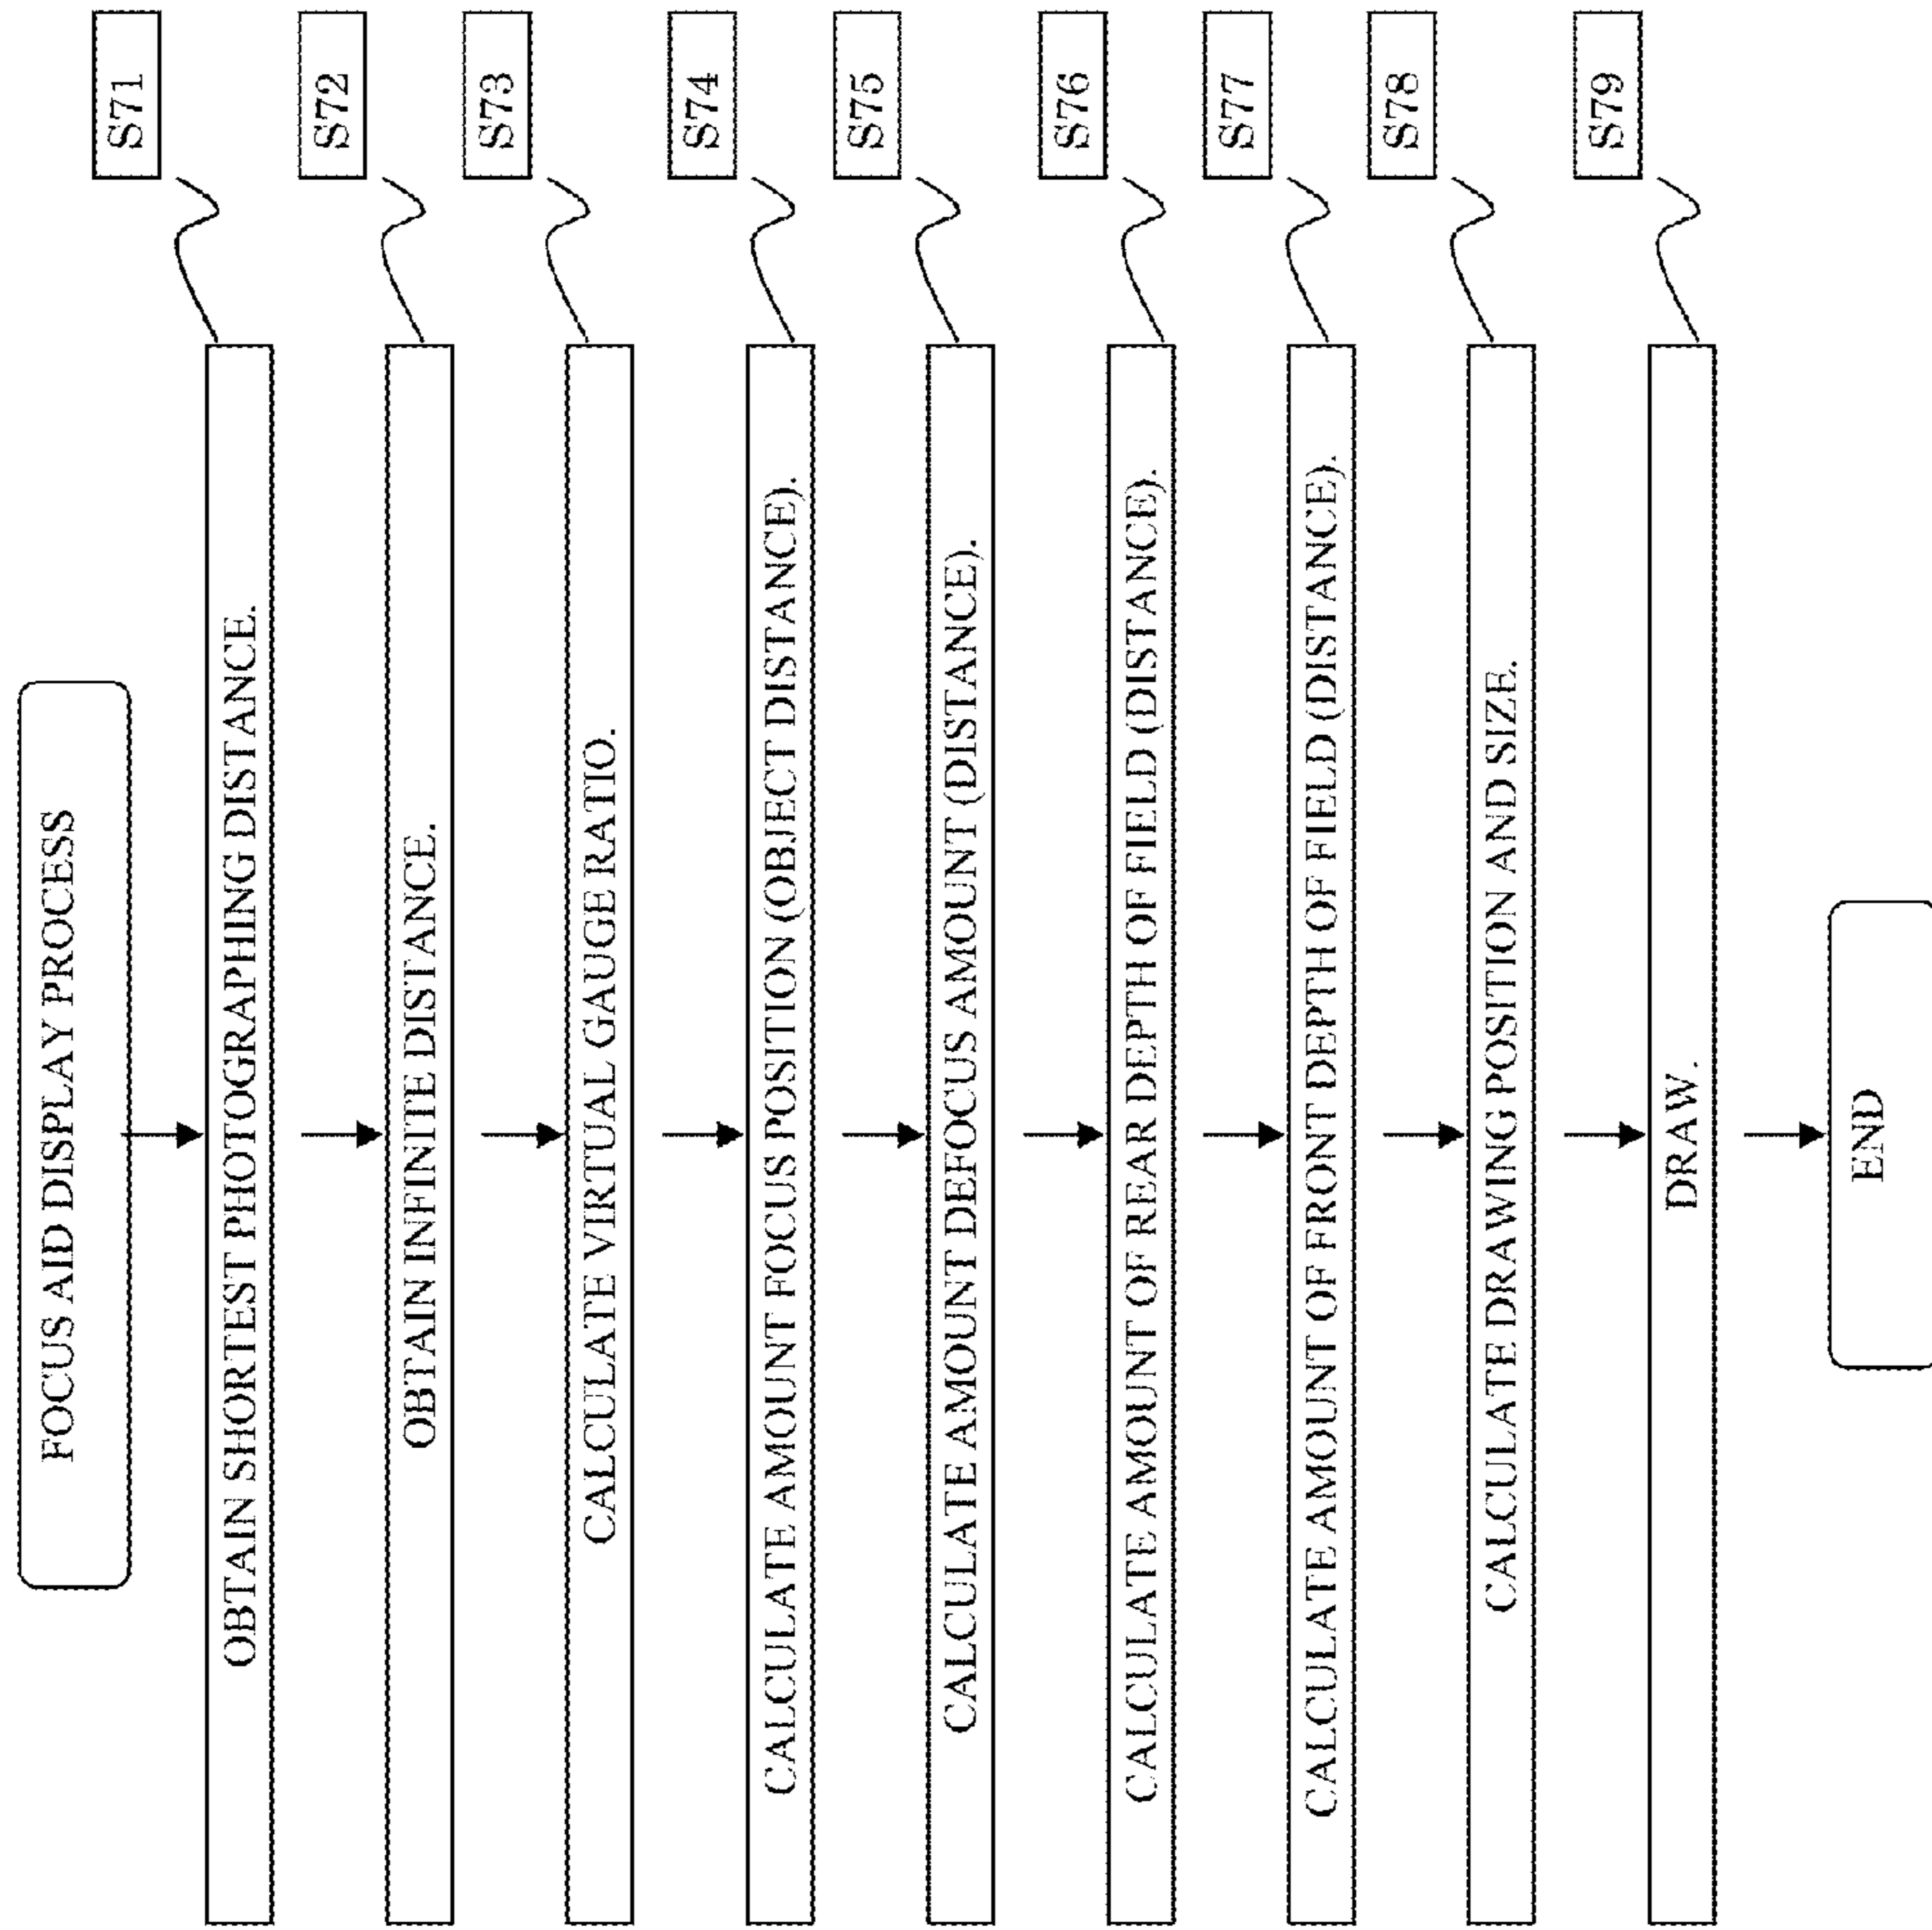 FOCUS AID DISPLAY PROCESS
S71
OBTAIN SHORTEST PHOTOGRAPHING DISTANCE.
S72
OBTAIN INFINITE DISTANCE.
S73
CALCULATE VIRTUAL GAUGE RATIO.
S74
CALCULATE AMOUNT FOCUS POSITION (OBJECT DISTANCE).
S75
CALCULATE AMOUNT DEFOCUS AMOUNT (DISTANCE).
S76
CALCULATE AMOUNT OF REAR DEPTH OF FIELD (DISTANCE).
S77
CALCULATE AMOUNT OF FRONT DEPTH OF FIELD (DISTANCE).
S78
CALCULATE DRAWING POSITION AND SIZE.
S79
DRAW.
END